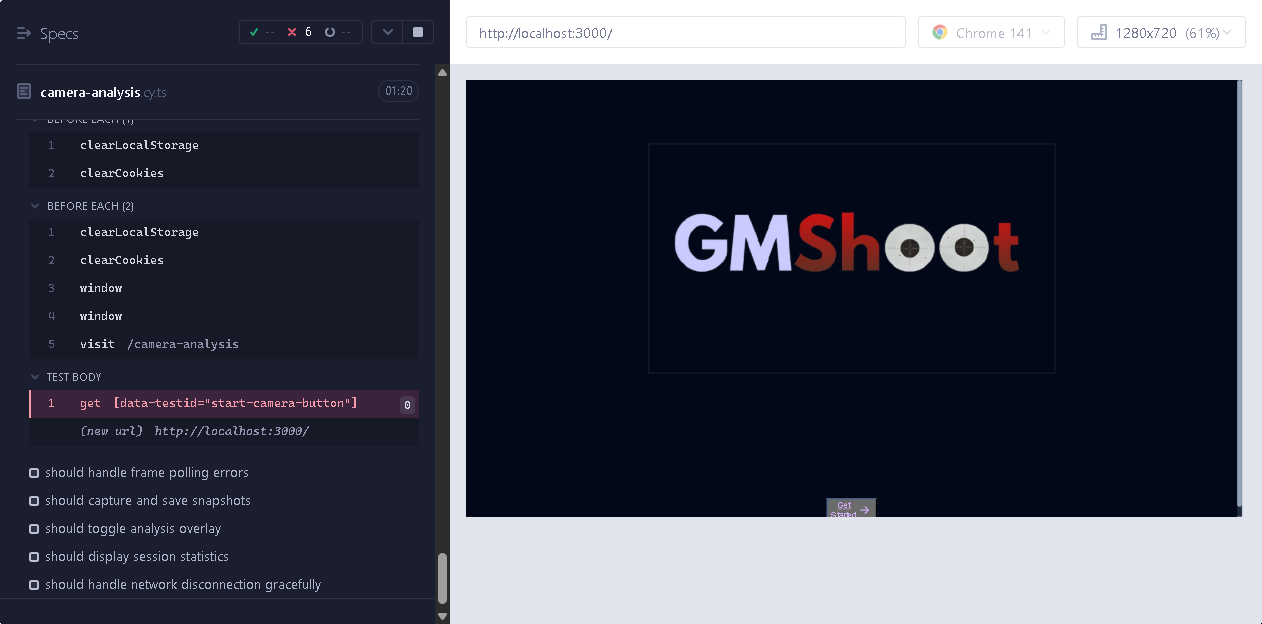 Specs
-- 6 --
camera-analysis.cy.ts
01:20
BEFORE EACH (1)
1 clearLocalStorage
2 clearCookies
BEFORE EACH (2)
1 clearLocalStorage
2 clearCookies
3 window
4 window
5 visit /camera-analysis
TEST BODY
1 get [data-testid="start-camera-button"] 0
(new url) http://localhost:3000/
should handle frame polling errors
should capture and save snapshots
should toggle analysis overlay
should display session statistics
should handle network disconnection gracefully
http://localhost:3000/
Chrome 141
1280x720 (61%)
GMShoot
Get
Started